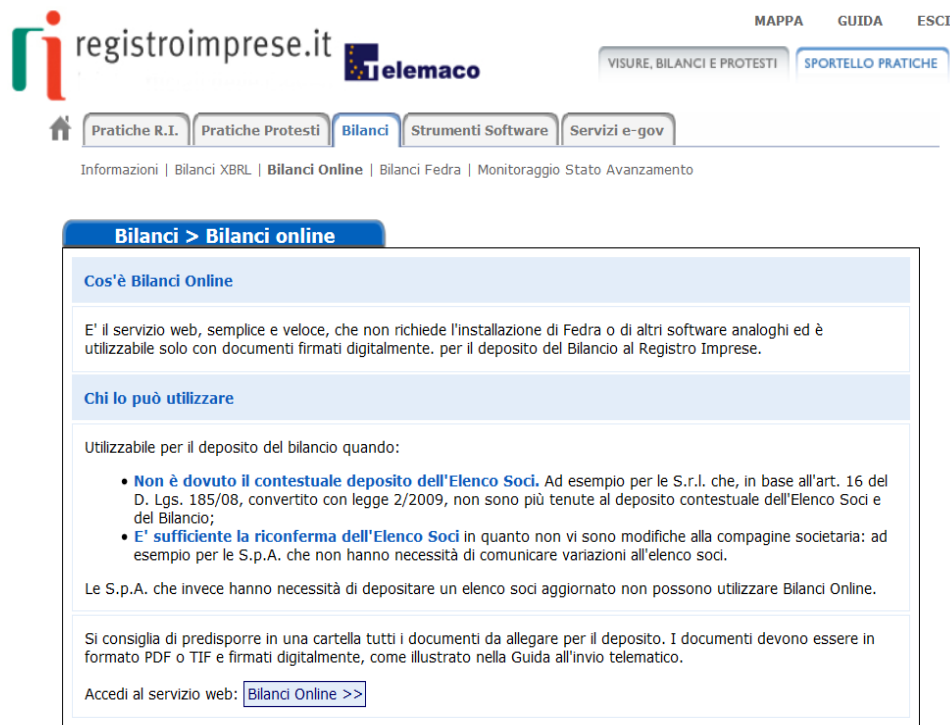 MAPPA GUIDA ESCI
registroimprese.it
Telemaco
VISURE, BILANCI E PROTESTI
SPORTELLO PRATICHE
Pratiche R.I. Pratiche Protesti Bilanci Strumenti Software Servizi e-gov
Informazioni | Bilanci XBRL | Bilanci Online | Bilanci Fedra | Monitoraggio Stato Avanzamento
Bilanci > Bilanci online
Cos'è Bilanci Online
E' il servizio web, semplice e veloce, che non richiede l'installazione di Fedra o di altri software analoghi ed è
utilizzabile solo con documenti firmati digitalmente. per il deposito del Bilancio al Registro Imprese.
Chi lo può utilizzare
Utilizzabile per il deposito del bilancio quando:
• Non è dovuto il contestuale deposito dell'Elenco Soci. Ad esempio per le S.r.l. che, in base all'art. 16 del
D. Lgs. 185/08, convertito con legge 2/2009, non sono più tenute al deposito contestuale dell'Elenco Soci e
del Bilancio;
• E' sufficiente la riconferma dell'Elenco Soci in quanto non vi sono modifiche alla compagine societaria: ad
esempio per le S.p.A. che non hanno necessità di comunicare variazioni all'elenco soci.
Le S.p.A. che invece hanno necessità di depositare un elenco soci aggiornato non possono utilizzare Bilanci Online.
Si consiglia di predisporre in una cartella tutti i documenti da allegare per il deposito. I documenti devono essere in
formato PDF o TIF e firmati digitalmente, come illustrato nella Guida all'invio telematico.
Accedi al servizio web: Bilanci Online >>